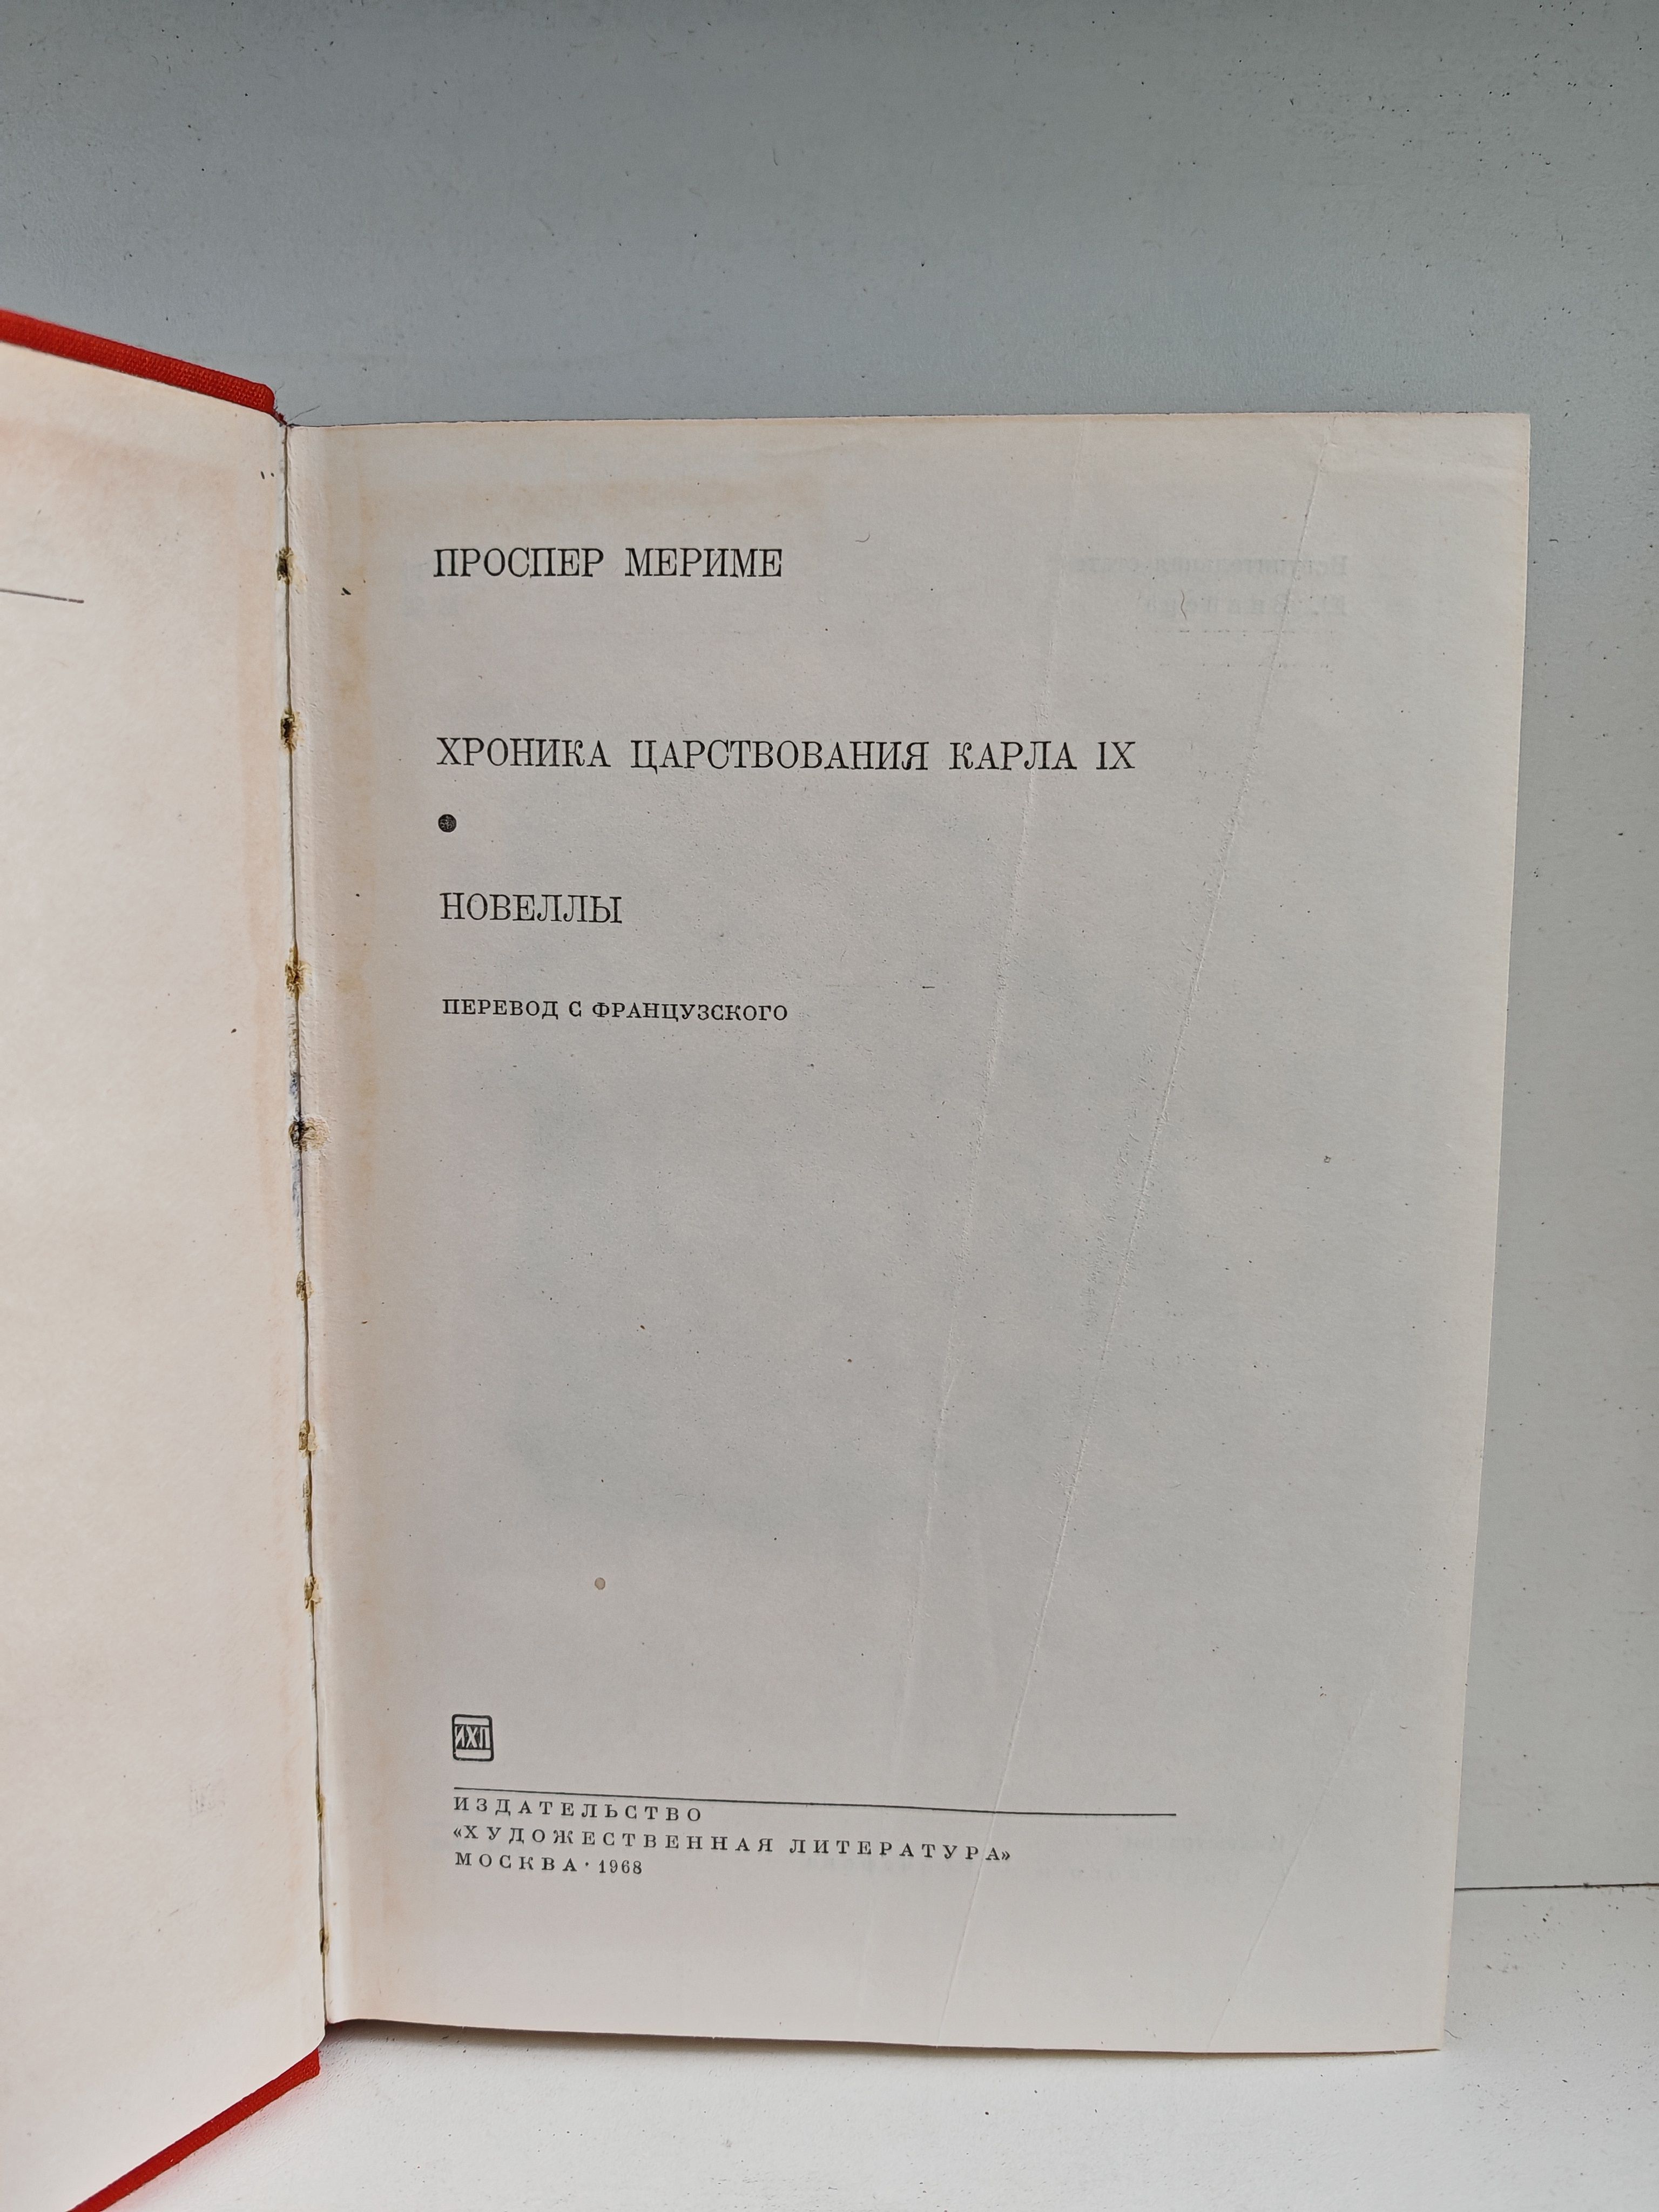 ПРОСПЕР МЕРИМЕ
ХРОНИКА ЦАРСТВОВАНИЯ КАРЛА IX
•
НОВЕЛЛЫ
ПЕРЕВОД С ФРАНЦУЗСКОГО
ИХЛ
ИЗДАТЕЛЬСТВО
«ХУДОЖЕСТВЕННАЯ ЛИТЕРАТУРА»
МОСКВА · 1968